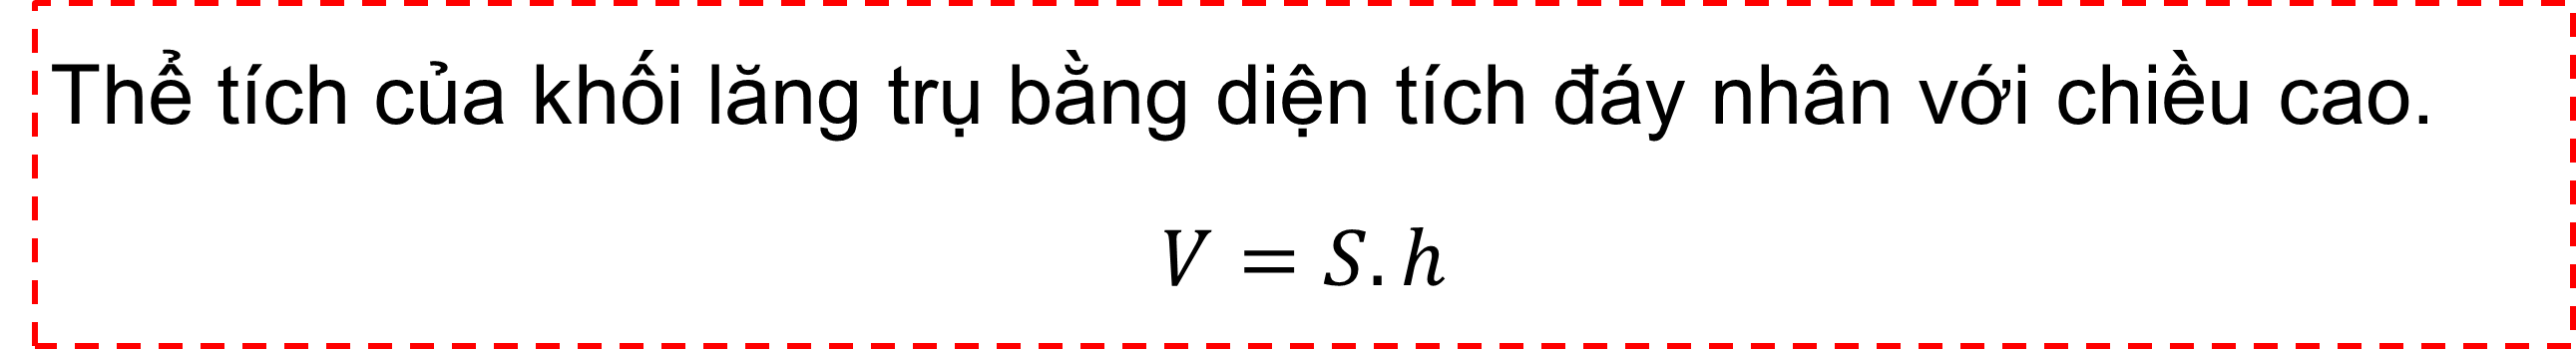 Thể tích của khối lăng trụ bằng diện tích đáy nhân với chiều cao.
V = S. h